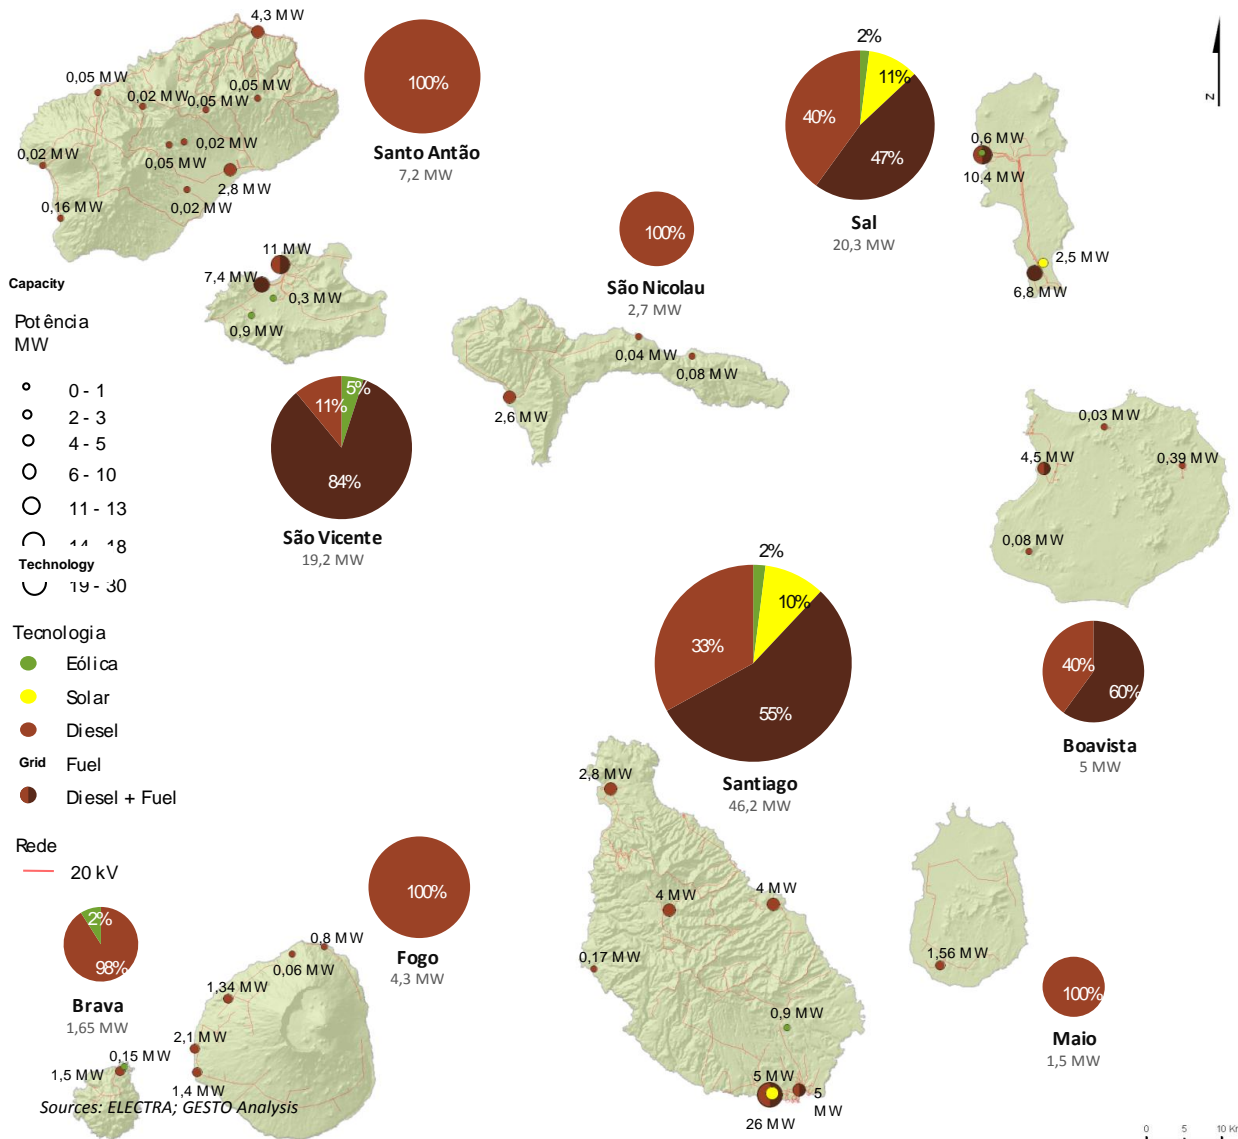 4,3 MW
0,05 MW
0,02 MW
0,05 MW
0,05 MW
0,02 MW
0,02 MW
0,05 MW
2,8 MW
0,16 MW
0,02 MW
100%
Santo Antão
7,2 MW
2%
11%
40%
47%
Sal
20,3 MW
0,6 MW
10,4 MW
2,5 MW
6,8 MW
z
100%
São Nicolau
2,7 MW
0,04 MW
0,08 MW
2,6 MW
11 MW
7,4 MW
0,3 MW
0,9 MW
5%
11%
84%
São Vicente
19,2 MW
Capacity
Potência
MW
0 - 1
2 - 3
4 - 5
6 - 10
11 - 13
14 - 18
Technology
19 - 30
Tecnologia
Eólica
Solar
Diesel
Grid Fuel
Diesel + Fuel
Rede
20 kV
0,03 MW
4,5 MW
0,39 MW
0,08 MW
40%
60%
Boavista
5 MW
2%
10%
33%
55%
Santiago
46,2 MW
2,8 MW
4 MW
4 MW
0,17 MW
0,9 MW
5 MW
5
MW
26 MW
1,56 MW
100%
Maio
1,5 MW
100%
Fogo
4,3 MW
0,8 MW
0,06 MW
1,34 MW
2,1 MW
1,4 MW
2%
98%
Brava
1,65 MW
0,15 MW
1,5 MW
Sources: ELECTRA; GESTO Analysis
0 5 10 Km